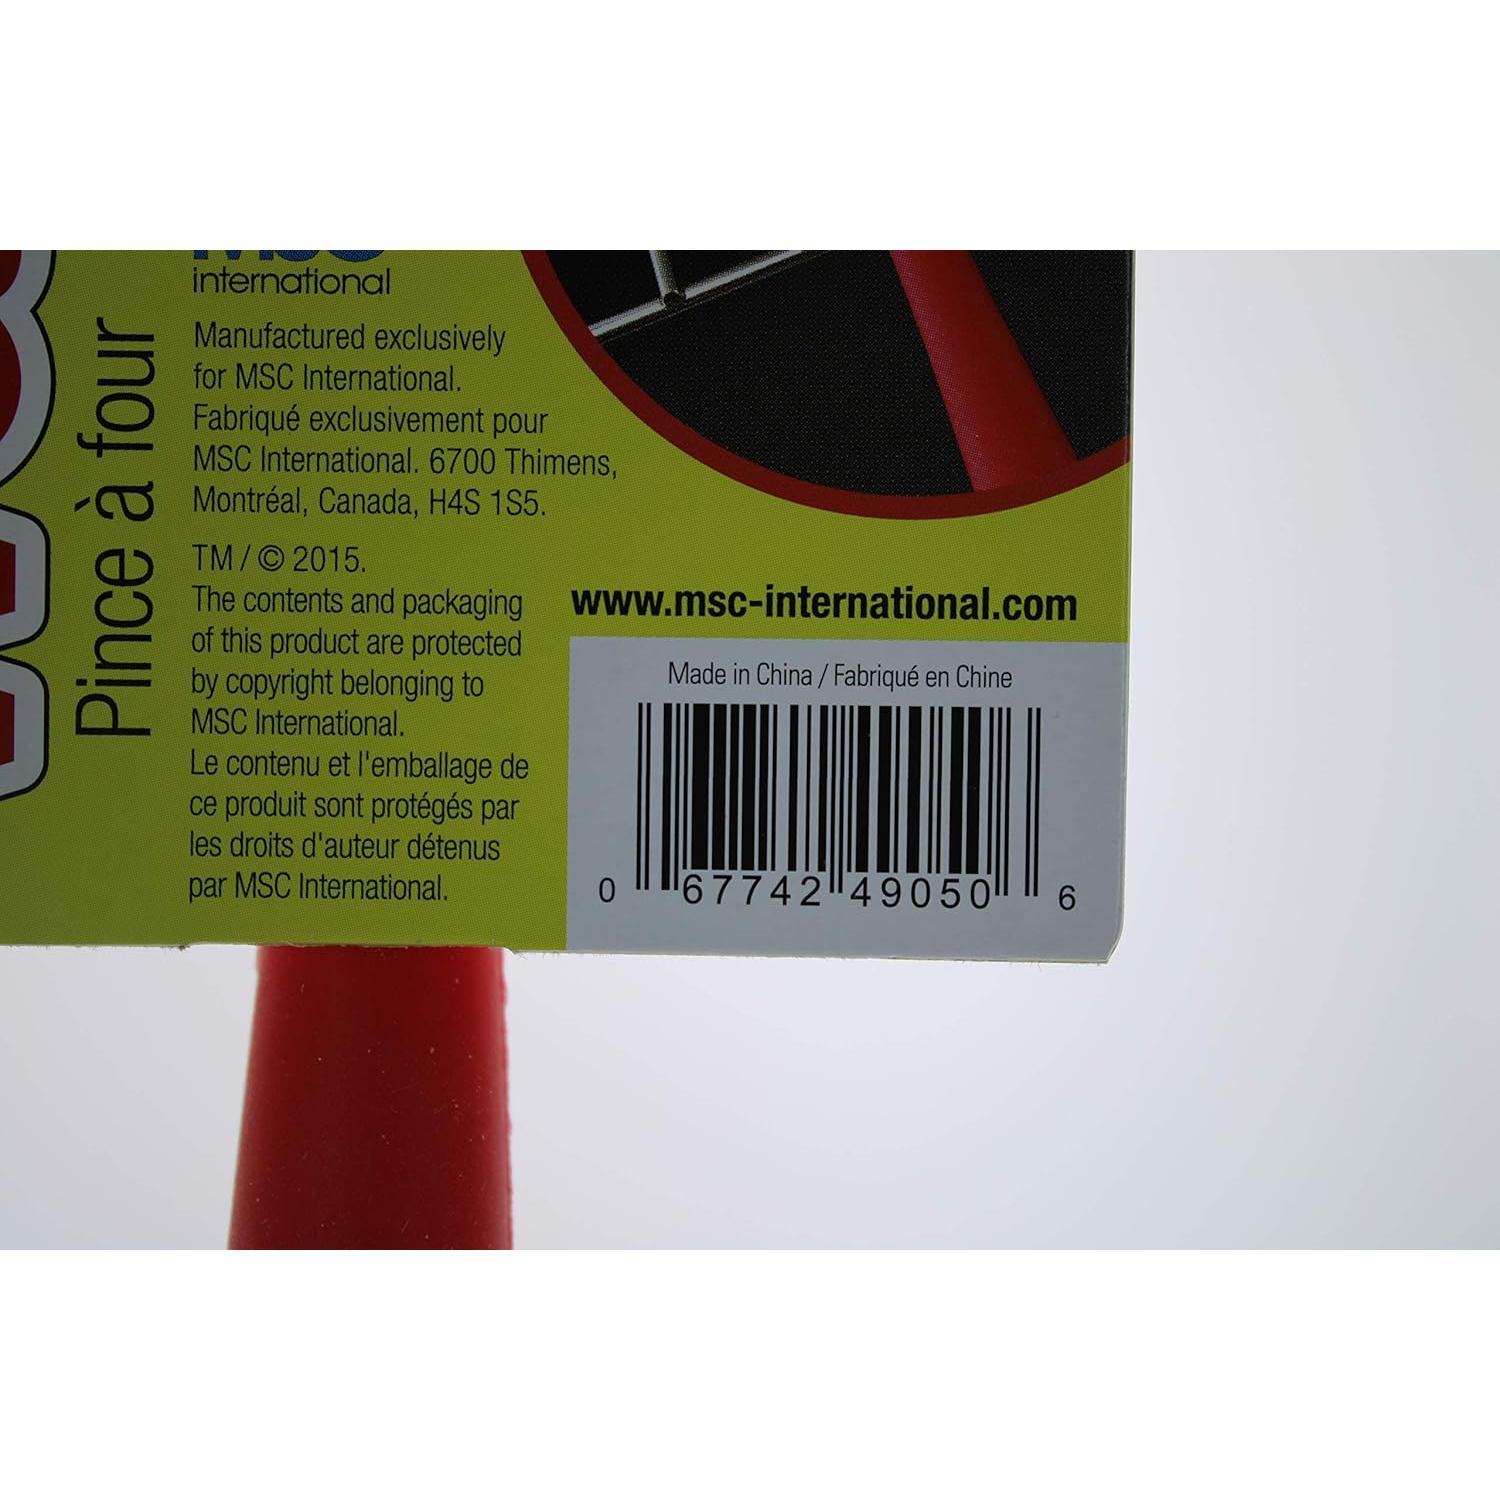 international
Manufactured exclusively
for MSC International.
Fabriqué exclusivement pour
MSC International. 6700 Thimens,
Montréal, Canada, H4S 1S5.
TM / © 2015.
The contents and packaging
of this product are protected
by copyright belonging to
MSC International.
Le contenu et l'emballage de
ce produit sont protégés par
les droits d'auteur détenus
par MSC International.
Pince à four
www.msc-international.com
Made in China / Fabriqué en Chine
0 67742 49050 6